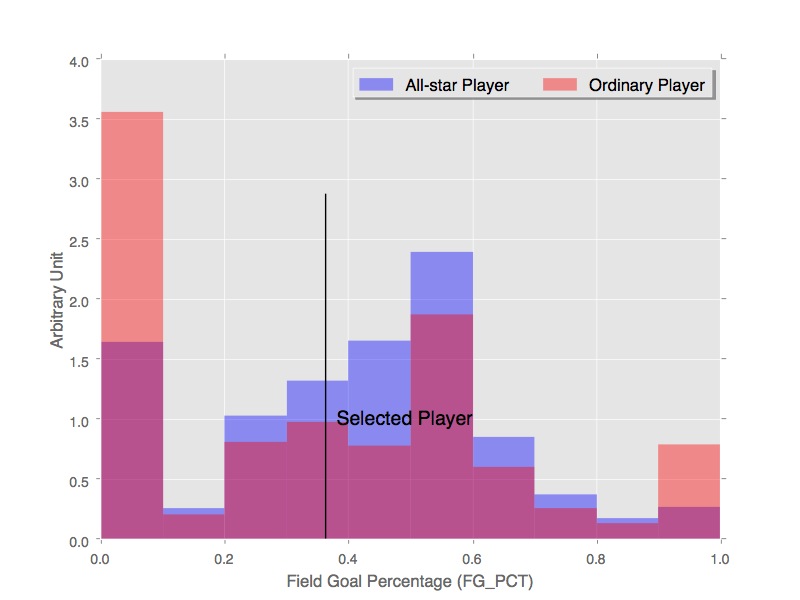 All-star Player Ordinary Player
4.0
3.5
3.0
2.5
2.0
1.5
1.0
0.5
0.0
Arbitrary Unit
Selected Player
0.0 0.2 0.4 0.6 0.8 1.0
Field Goal Percentage (FG_PCT)